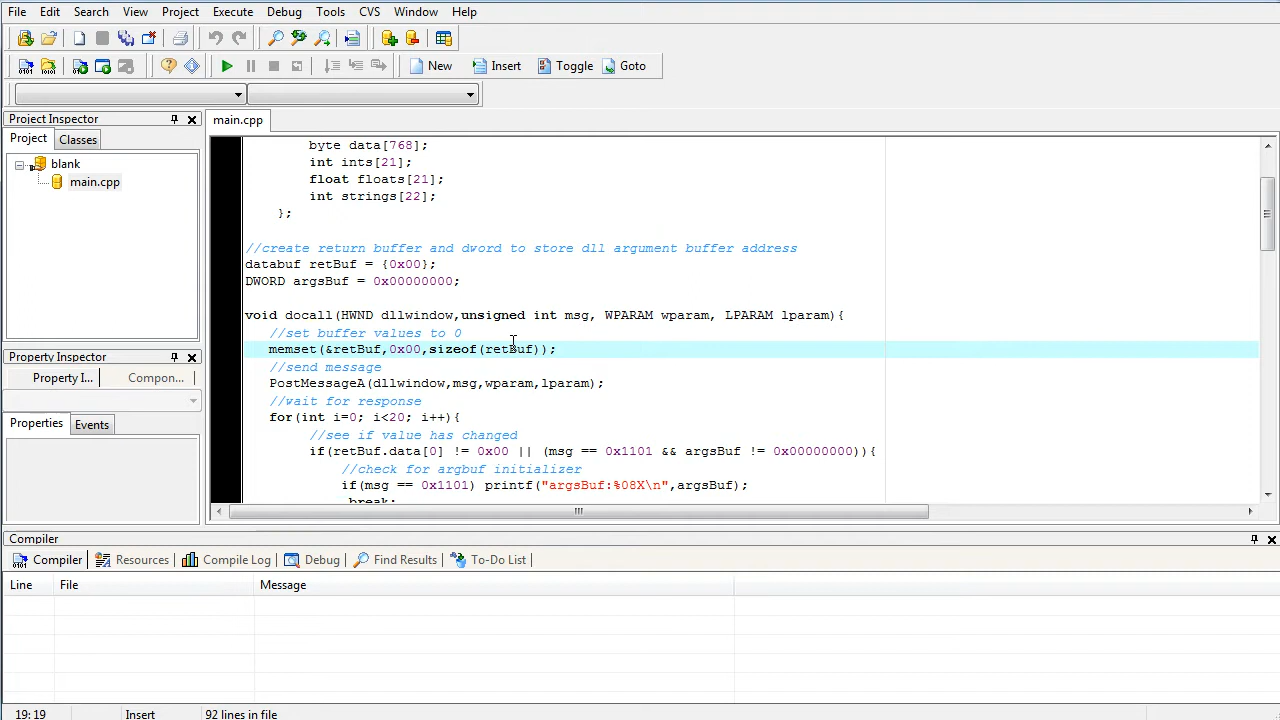 File Edit Search View Project Execute Debug Tools CVS Window Help
New Insert Toggle Goto
Project Inspector
main.cpp
Project Classes
blank
main.cpp
byte data[768];
int ints[21];
float floats[21];
int strings[22];
};
//create return buffer and dword to store dll argument buffer address
databuf retBuf = {0x00};
DWORD argsBuf = 0x00000000;
void docall(HWND dllwindow,unsigned int msg, WPARAM wparam, LPARAM lparam){
//set buffer values to 0
memset(&retBuf,0x00,sizeof(retBuf));
//send message
PostMessageA(dllwindow,msg,wparam,lparam);
//wait for response
for(int i=0; i<20; i++){
//see if value has changed
if(retBuf.data[0] != 0x00 || (msg == 0x1101 && argsBuf != 0x00000000)){
//check for argbuf initializer
if(msg == 0x1101) printf("argsBuf:%08X\n",argsBuf);
break;
Property Inspector
Property I... Compon...
Properties Events
Compiler
Compiler Resources Compile Log Debug Find Results To-Do List
Line File Message
19: 19 Insert 92 lines in file